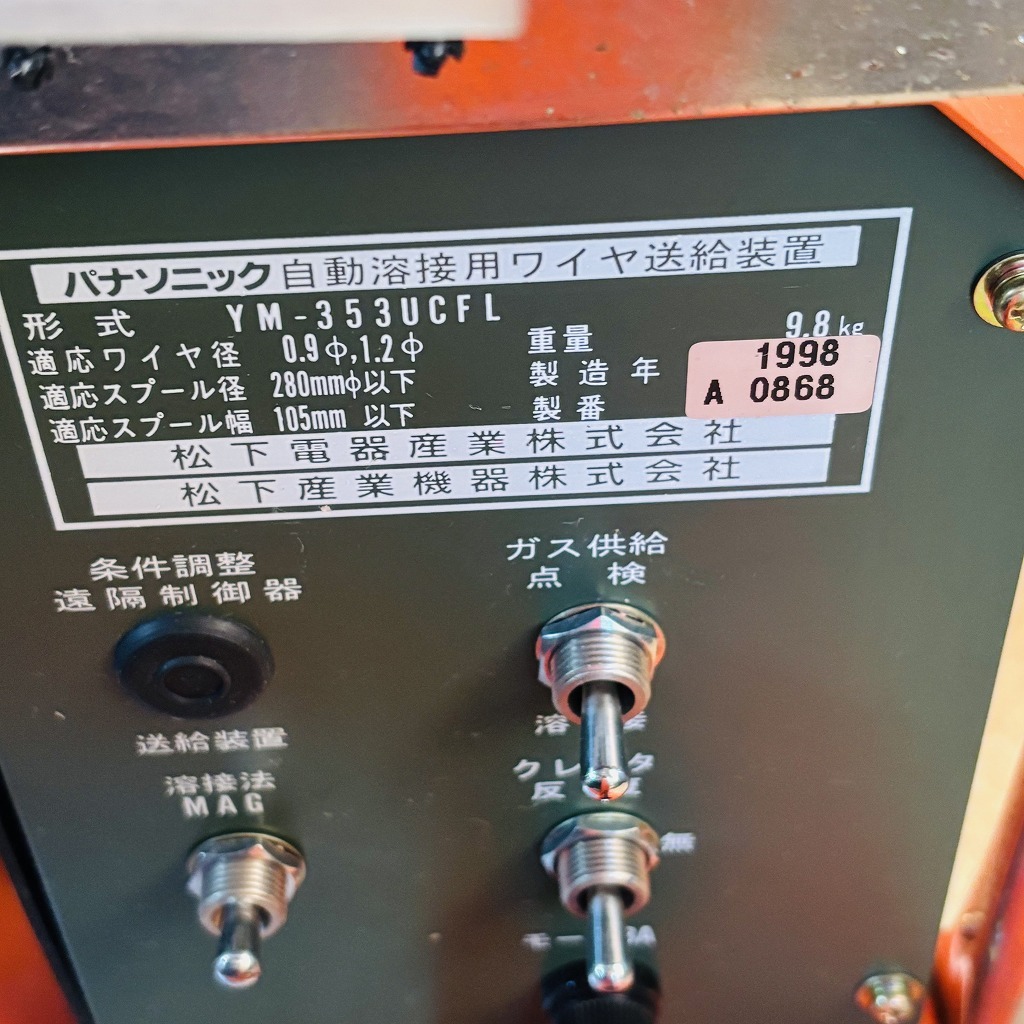 パナソニック 自動溶接用ワイヤ送給装置
形式 YM-353UCFL
適応ワイヤ径 0.9φ,1.2φ 重量 9.8kg
適応スプール径 280mmφ以下 製造年 1998
適応スプール幅 105mm 以下 製番 A 0868
松下電器産業株式会社
松下産業機器株式会社
条件調整
遠隔制御器
送給装置
溶接法
MAG
ガス供給
点検
溶
無